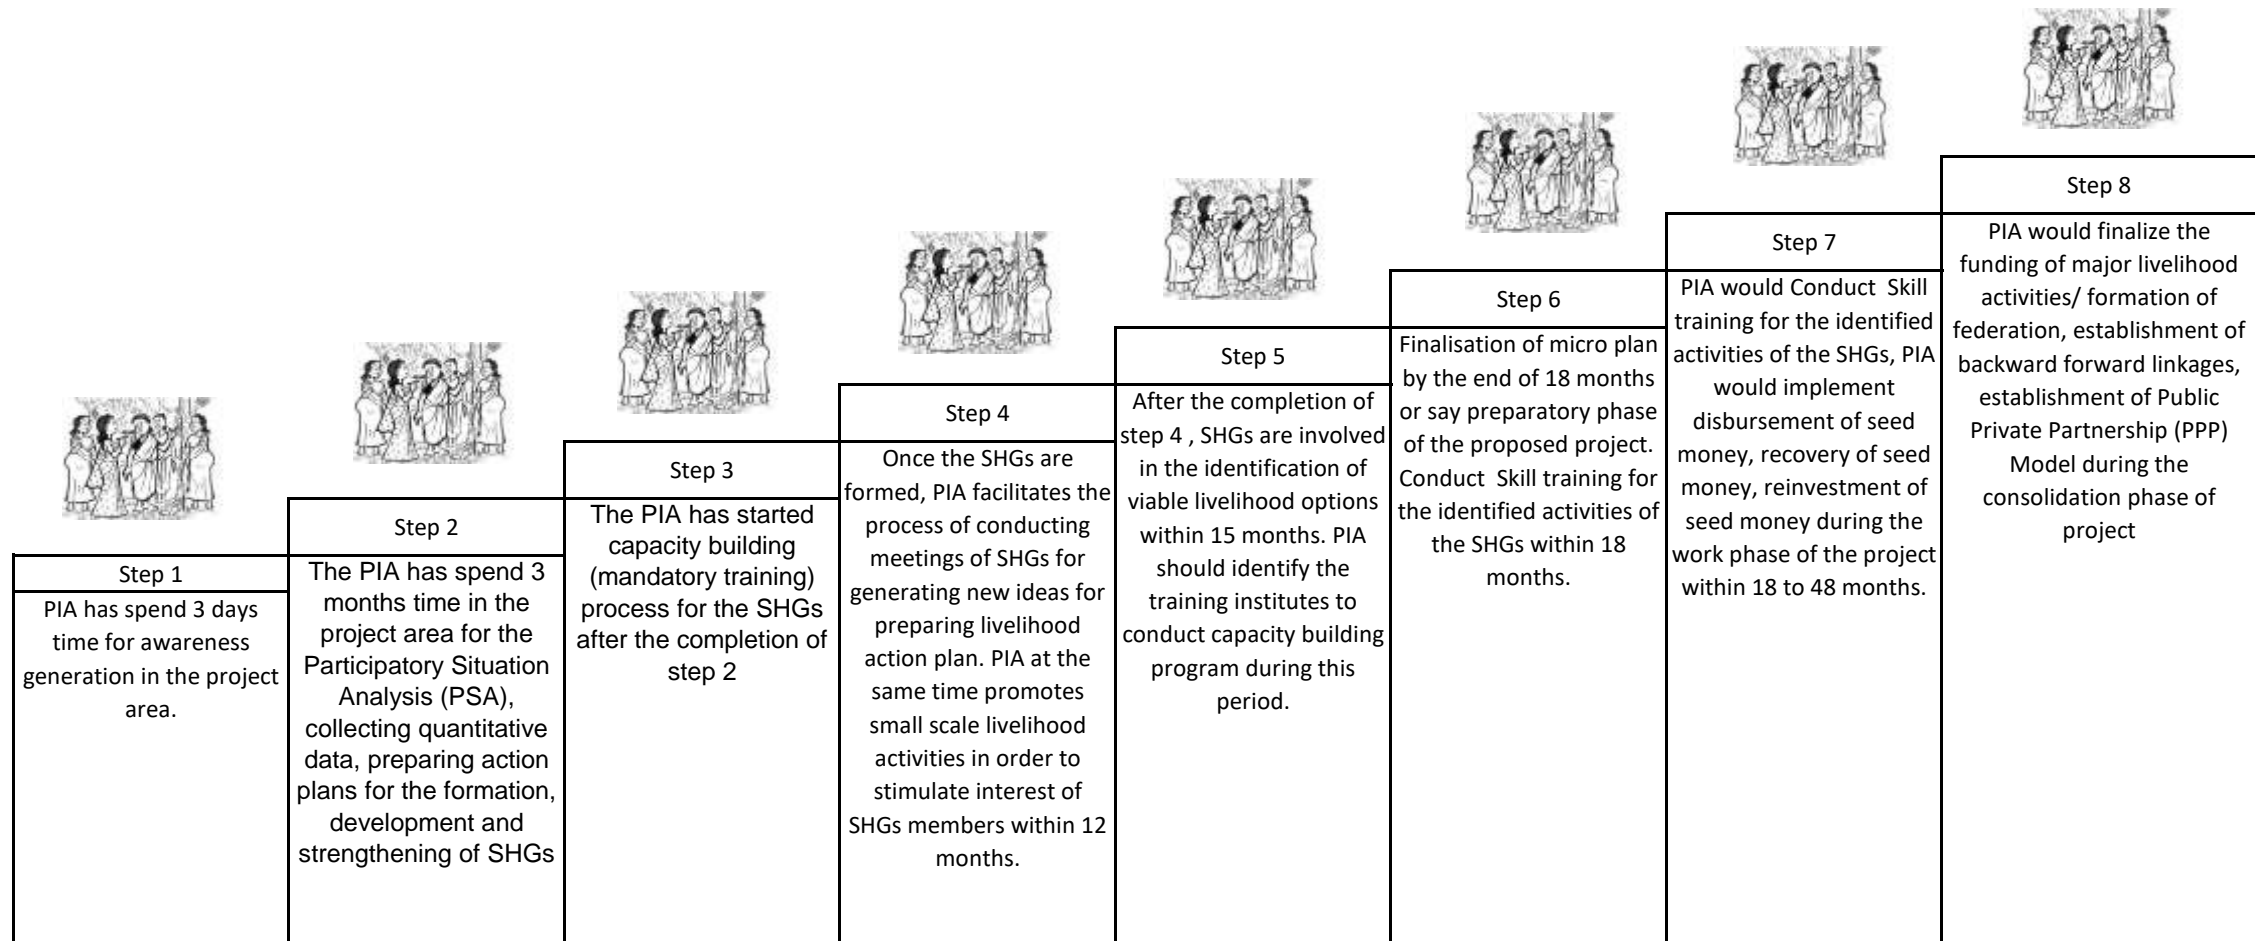 Step 1
PIA has spend 3 days
time for awareness
generation in the project
area.
Step 2
The PIA has spend 3
months time in the
project area for the
Participatory Situation
Analysis (PSA),
collecting quantitative
data, preparing action
plans for the formation,
development and
strengthening of SHGs
Step 3
The PIA has started
capacity building
(mandatory training)
process for the SHGs
after the completion of
step 2
Step 4
Once the SHGs are
formed, PIA facilitates the
process of conducting
meetings of SHGs for
generating new ideas for
preparing livelihood
action plan. PIA at the
same time promotes
small scale livelihood
activities in order to
stimulate interest of
SHGs members within 12
months.
Step 5
After the completion of
step 4 , SHGs are involved
in the identification of
viable livelihood options
within 15 months. PIA
should identify the
training institutes to
conduct capacity building
program during this
period.
Step 6
Finalisation of micro plan
by the end of 18 months
or say preparatory phase
of the proposed project.
Conduct  Skill training for
the identified activities of
the SHGs within 18
months.
Step 7
PIA would Conduct  Skill
training for the identified
activities of the SHGs, PIA
would implement
disbursement of seed
money, recovery of seed
money, reinvestment of
seed money during the
work phase of the project
within 18 to 48 months.
Step 8
PIA would finalize the
funding of major livelihood
activities/ formation of
federation, establishment of
backward forward linkages,
establishment of Public
Private Partnership (PPP)
Model during the
consolidation phase of
project